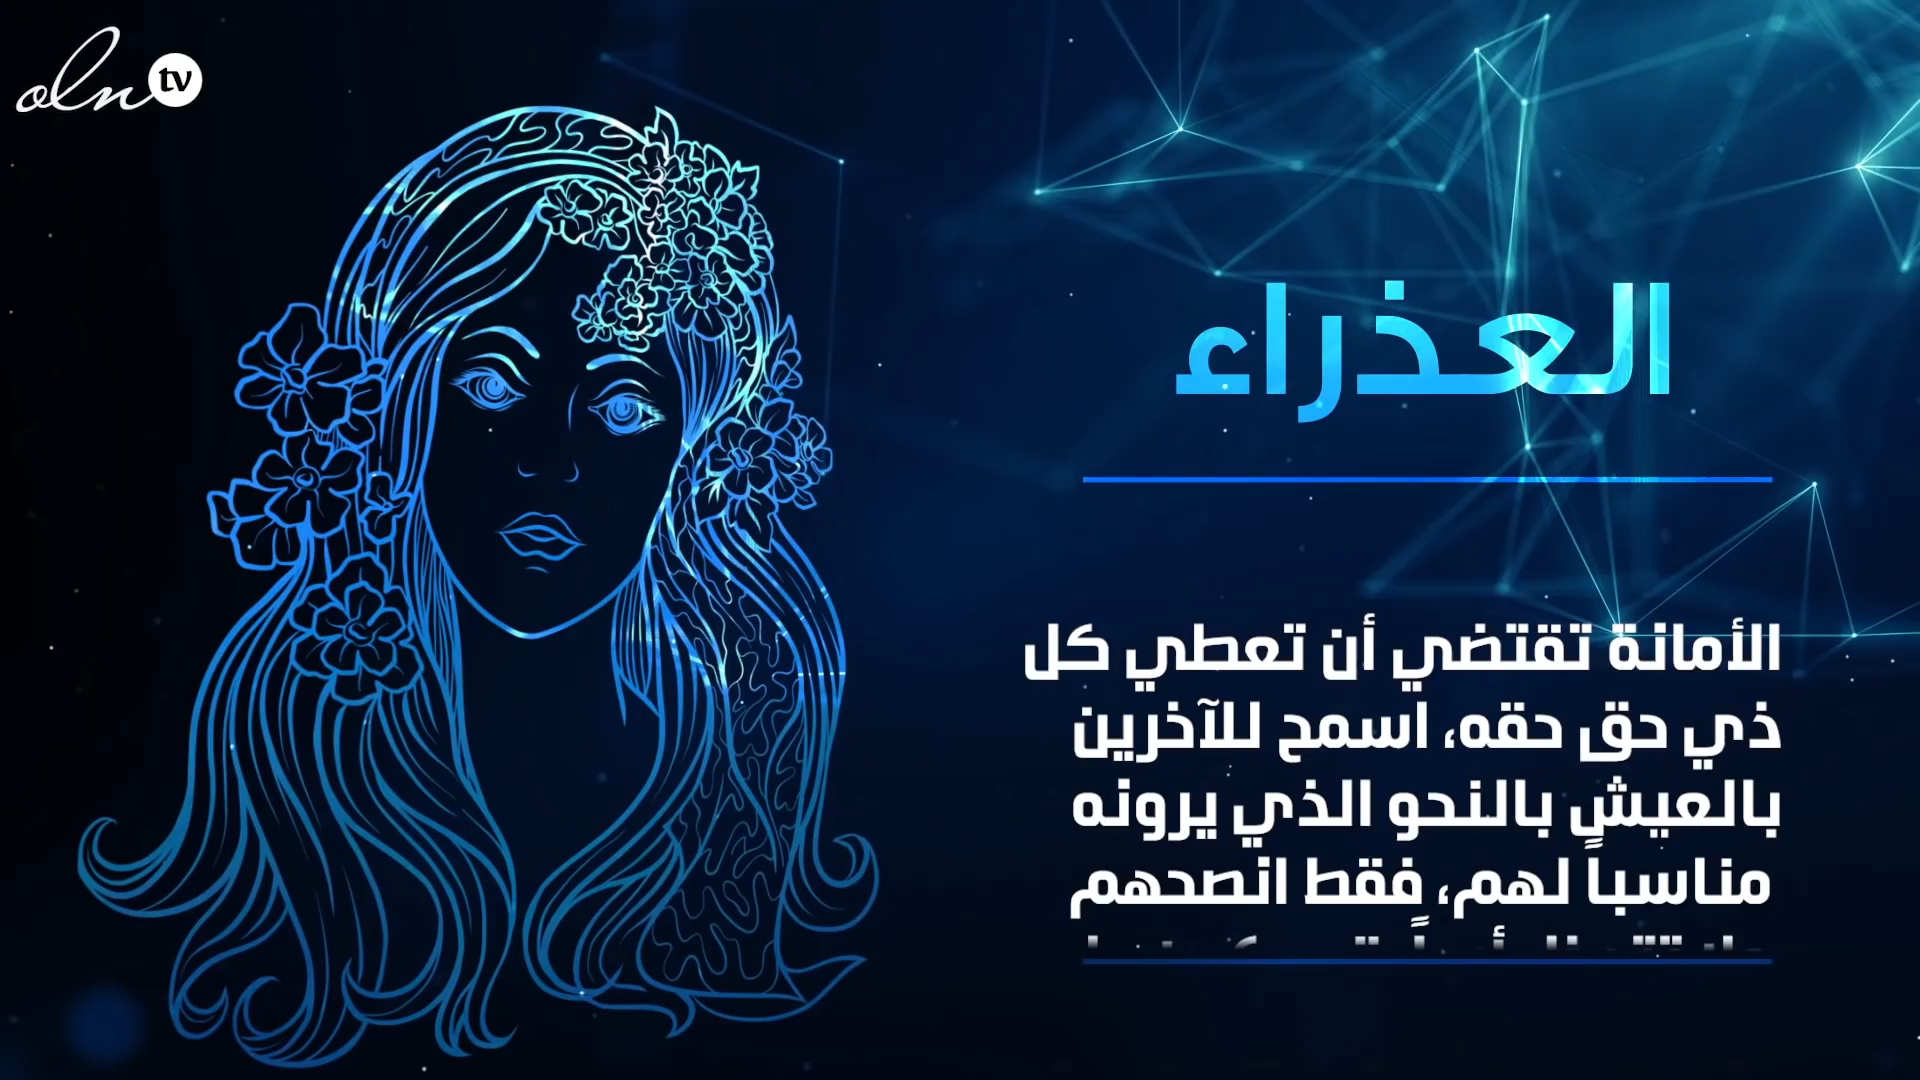 oln tv
العذراء
الأمانة تقتضي أن تعطي كل
ذي حق حقه، اسمح للآخرين
بالعيش بالنحو الذي يرونه
مناسباً لهم، فقط انصحهم